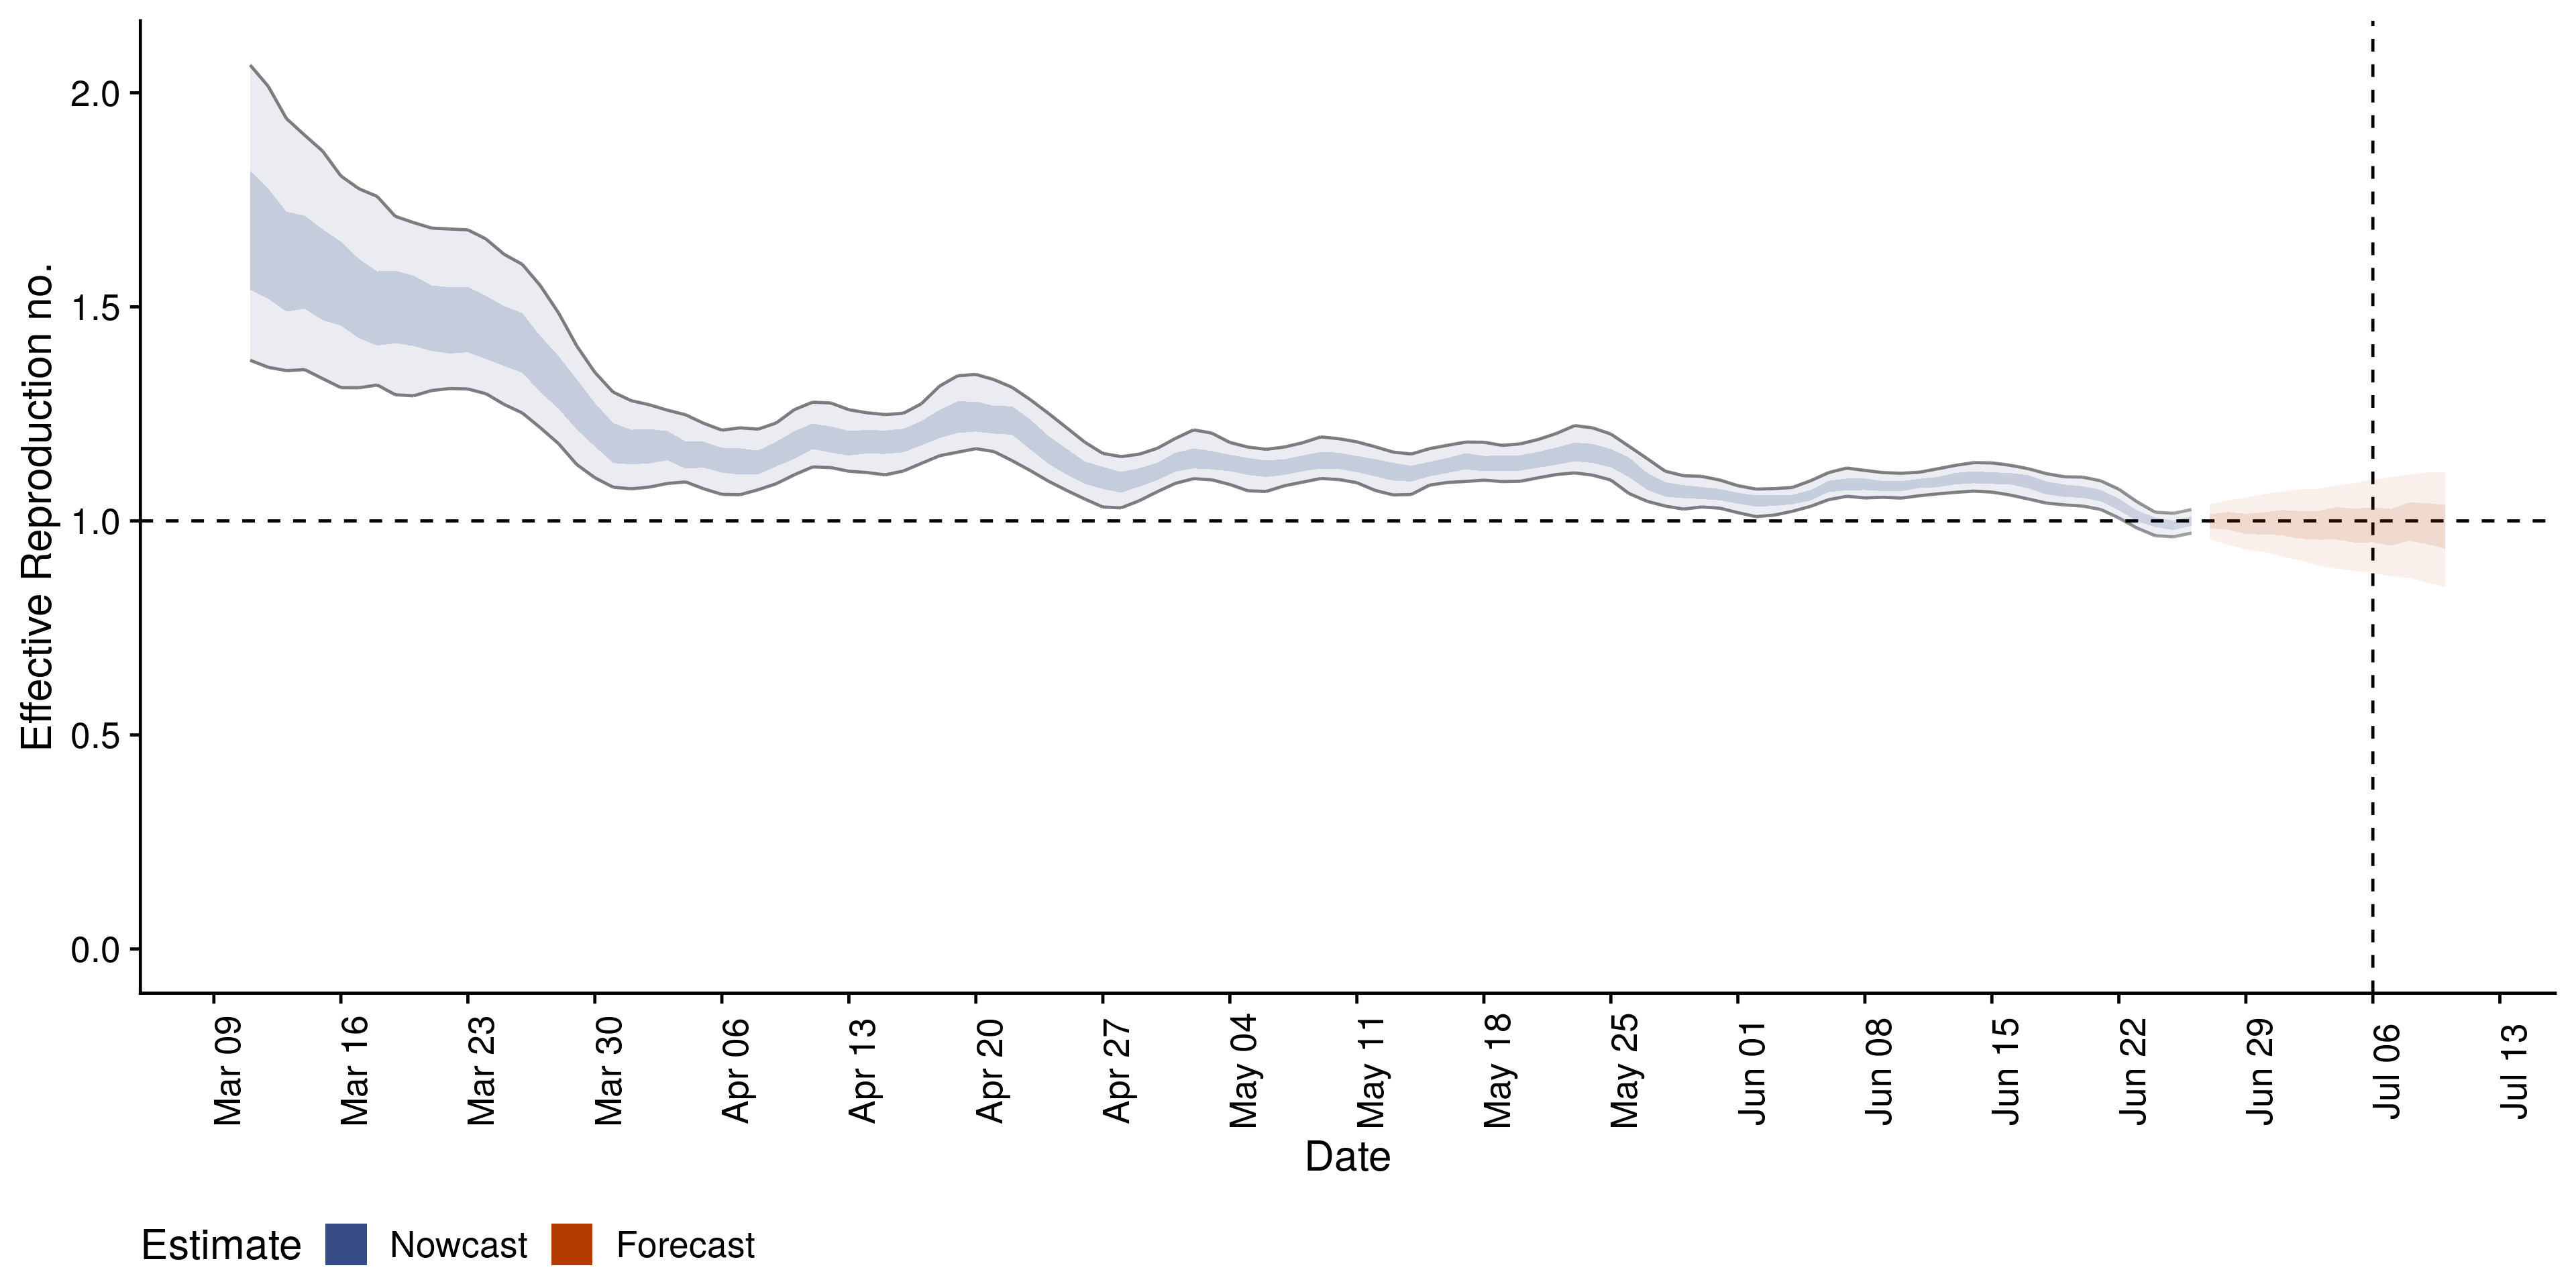 Effective Reproduction no.
2.0
1.5
1.0
0.5
0.0
Mar 09
Mar 16
Mar 23
Mar 30
Apr 06
Apr 13
Apr 20
Apr 27
May 04
May 11
May 18
May 25
Jun 01
Jun 08
Jun 15
Jun 22
Jun 29
Jul 06
Jul 13
Date
Estimate Nowcast Forecast